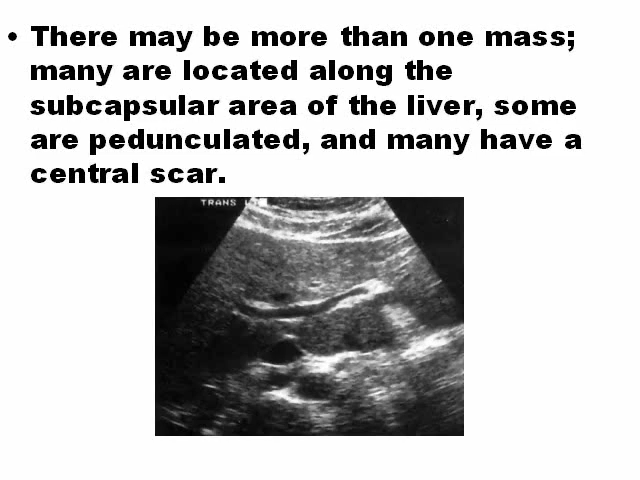 • There may be more than one mass;
many are located along the
subcapsular area of the liver, some
are pedunculated, and many have a
central scar.
TRANS